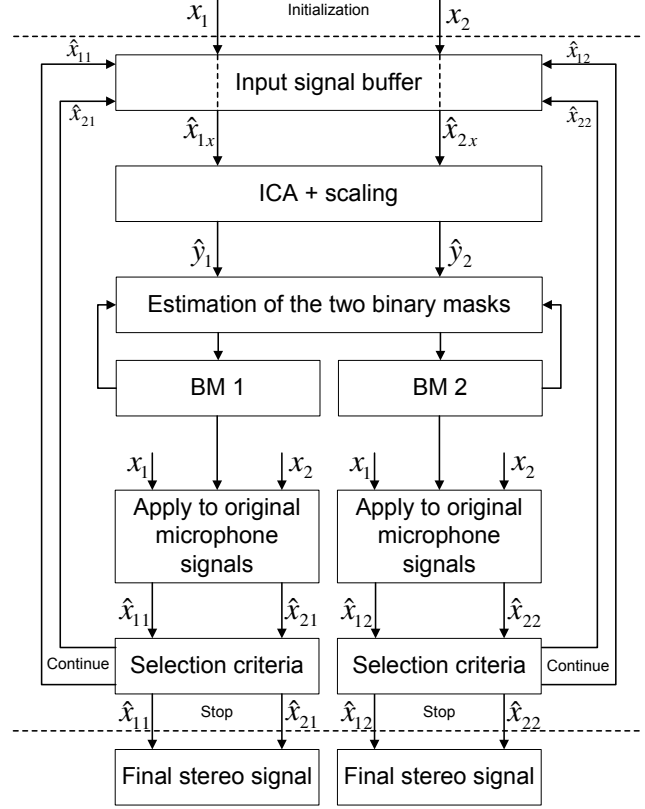 x₁ Initialization x₂
x̂₁₁ x̂₁₂
Input signal buffer
x̂₂₁ x̂₂₂
x̂₁ₓ x̂₂ₓ
ICA + scaling
ŷ₁ ŷ₂
Estimation of the two binary masks
BM 1 BM 2
x₁ x₂ x₁ x₂
Apply to original microphone signals
Apply to original microphone signals
x̂₁₁ x̂₂₁ x̂₁₂ x̂₂₂
Continue Selection criteria Selection criteria Continue
x̂₁₁ Stop x̂₂₁ x̂₁₂ Stop x̂₂₂
Final stereo signal Final stereo signal